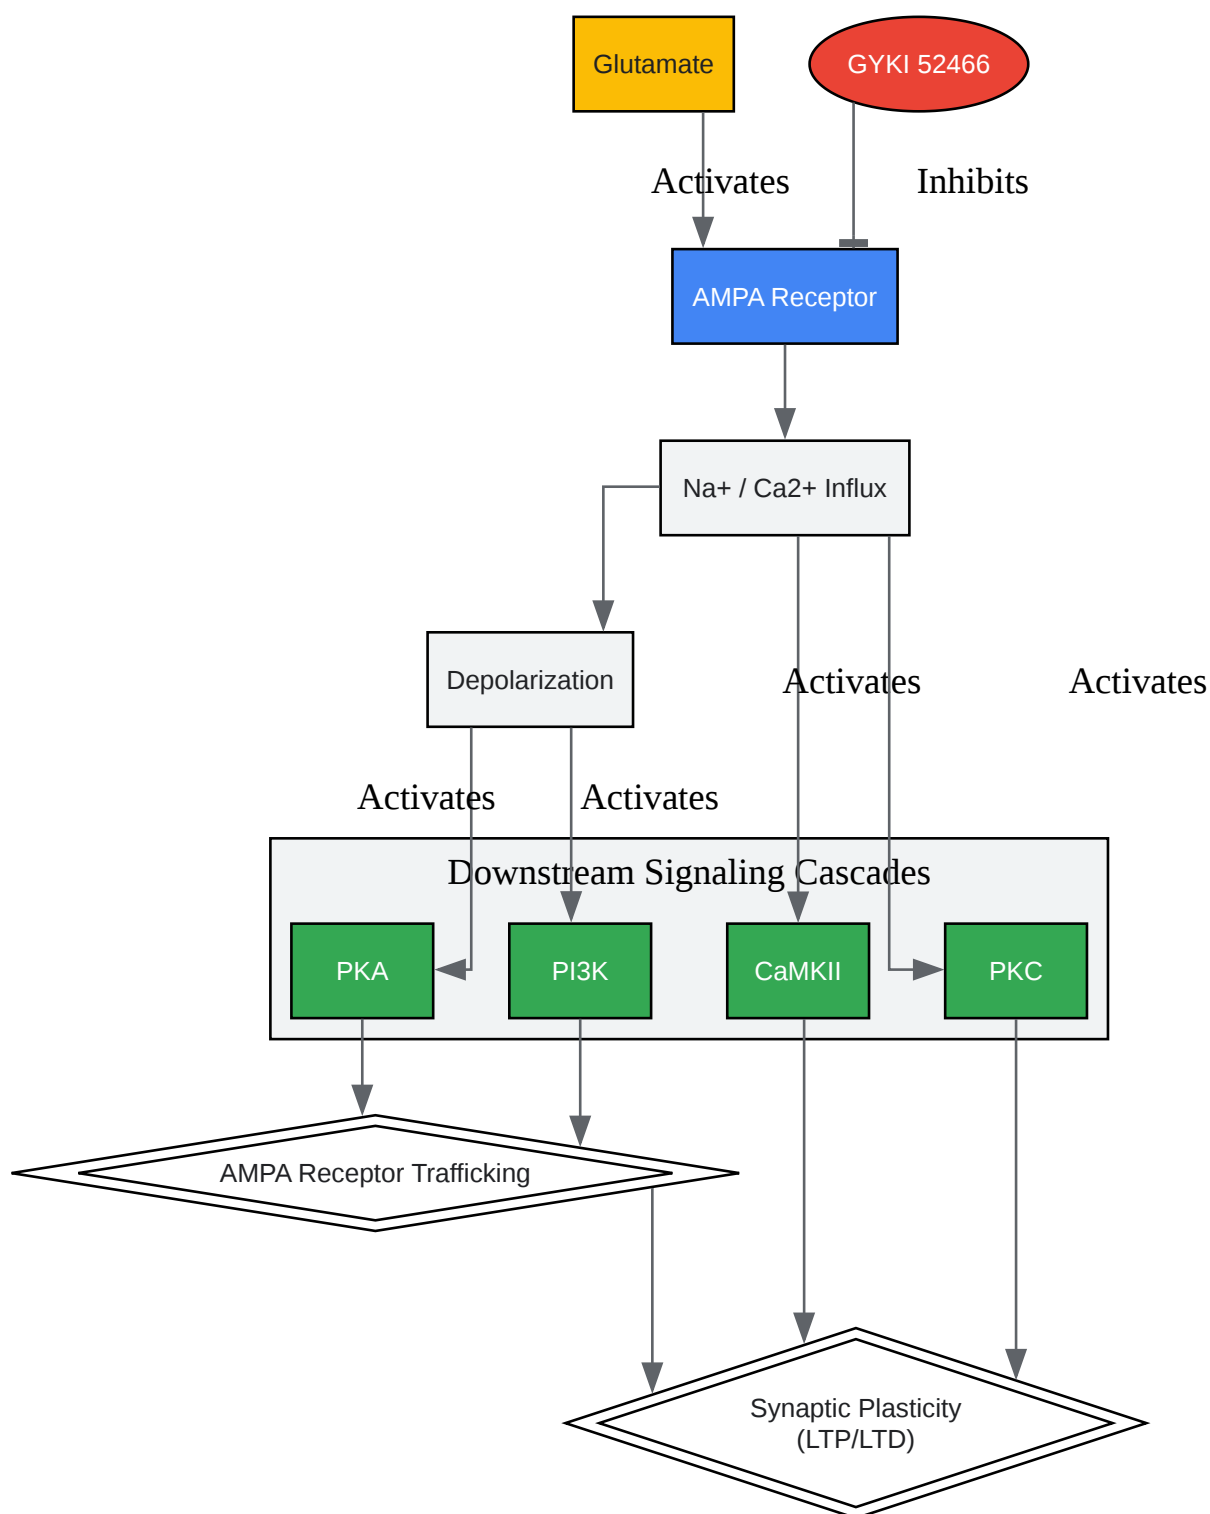 Glutamate
GYKI 52466
Activates
Inhibits
AMPA Receptor
Na+ / Ca2+ Influx
Depolarization
Activates
Activates
Activates
Activates
Downstream Signaling Cascades
PKA
PI3K
CaMKII
PKC
AMPA Receptor Trafficking
Synaptic Plasticity
(LTP/LTD)